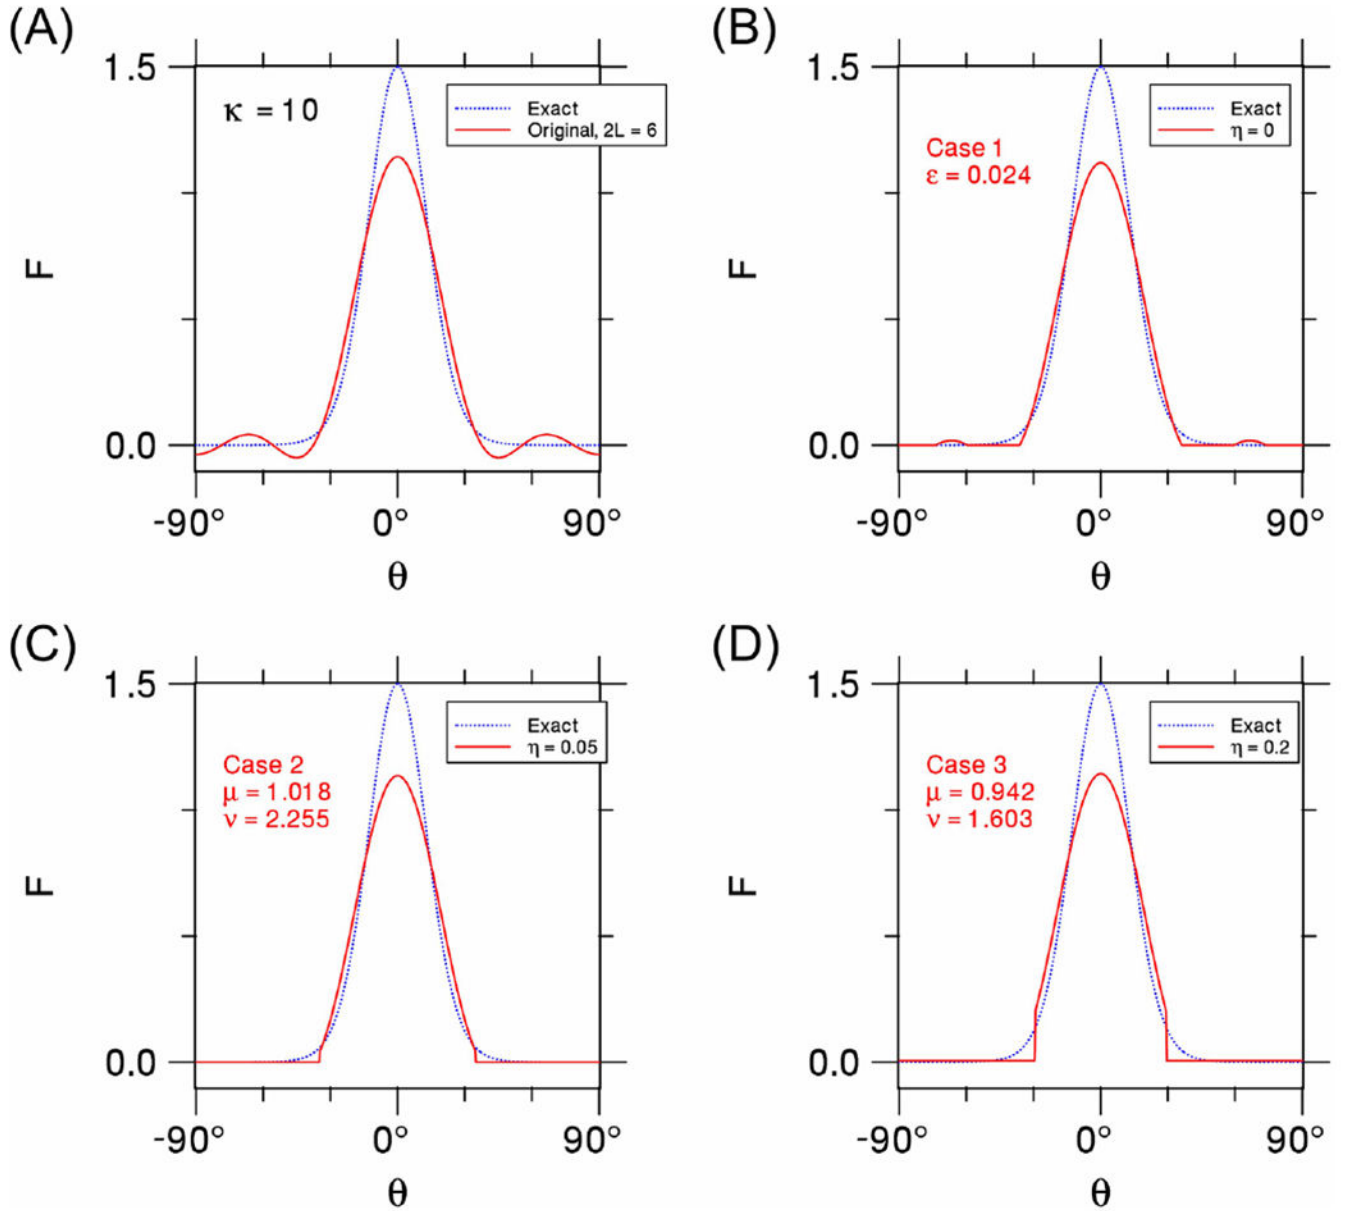 (A)
1.5
κ = 10
Exact
Original, 2L = 6
F
0.0
-90°
0°
90°
θ
(B)
1.5
Exact
η = 0
Case 1
ε = 0.024
F
0.0
-90°
0°
90°
θ
(C)
1.5
Exact
η = 0.05
Case 2
μ = 1.018
ν = 2.255
F
0.0
-90°
0°
90°
θ
(D)
1.5
Exact
η = 0.2
Case 3
μ = 0.942
ν = 1.603
F
0.0
-90°
0°
90°
θ